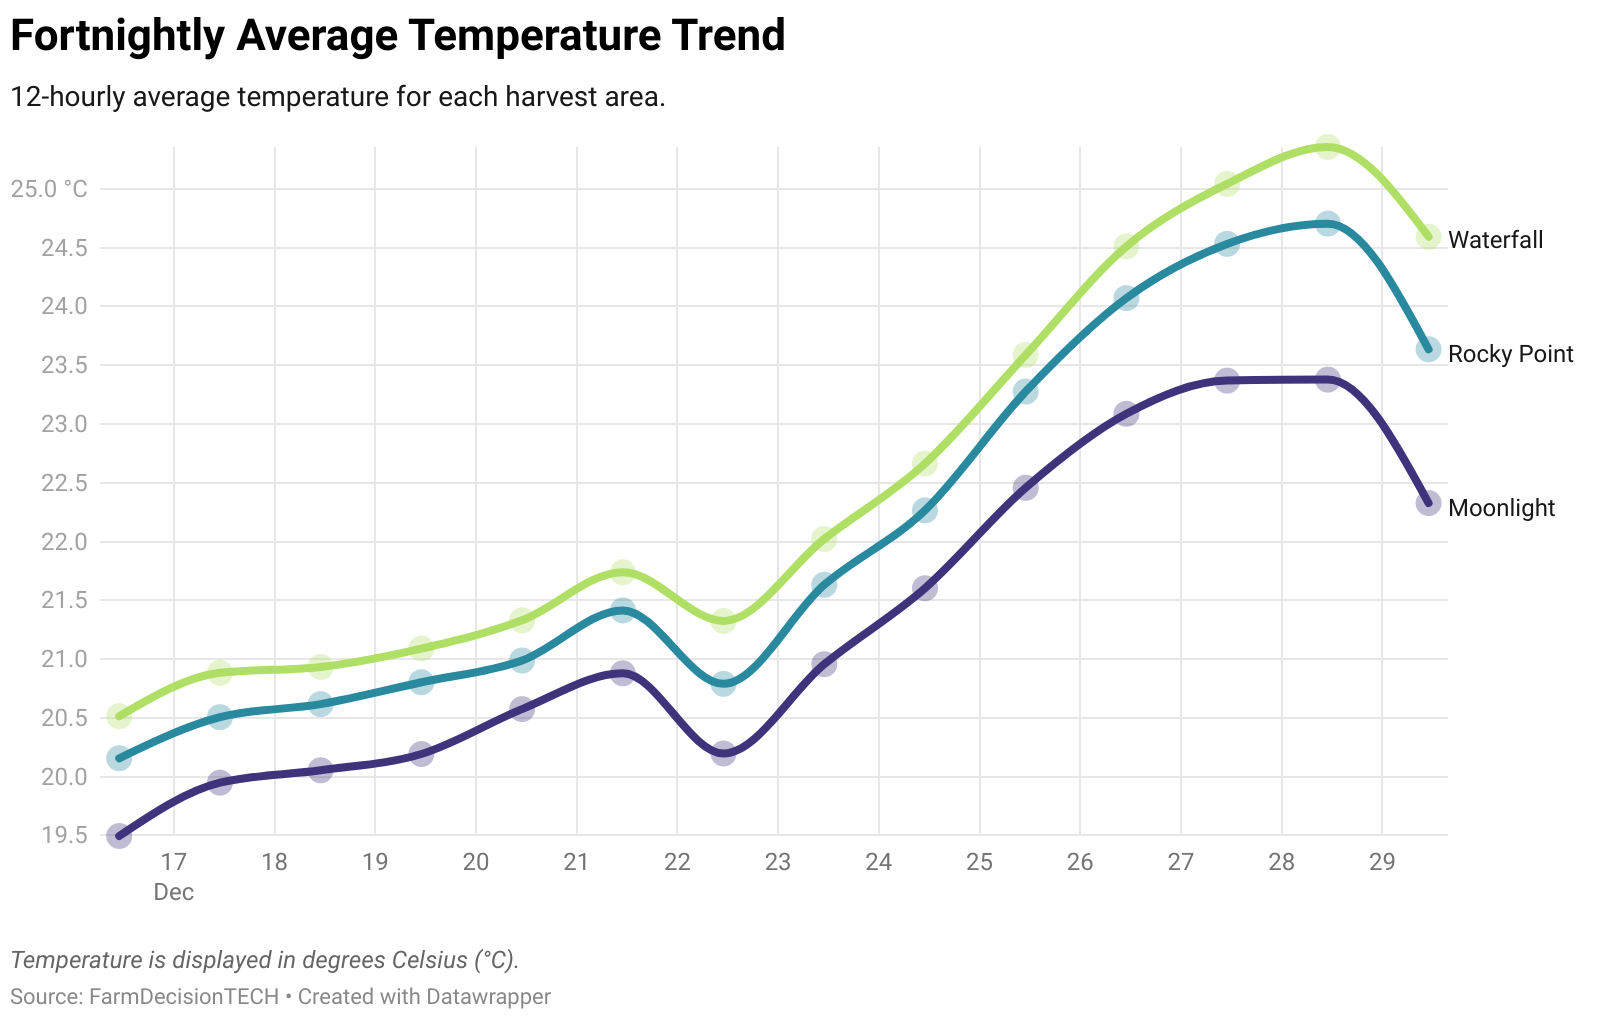 Fortnightly Average Temperature Trend
12-hourly average temperature for each harvest area.
25.0 °C
24.5
24.0
23.5
23.0
22.5
22.0
21.5
21.0
20.5
20.0
19.5
Waterfall
Rocky Point
Moonlight
17 18 19 20 21 22 23 24 25 26 27 28 29
Dec
Temperature is displayed in degrees Celsius (°C).
Source: FarmDecisionTECH • Created with Datawrapper